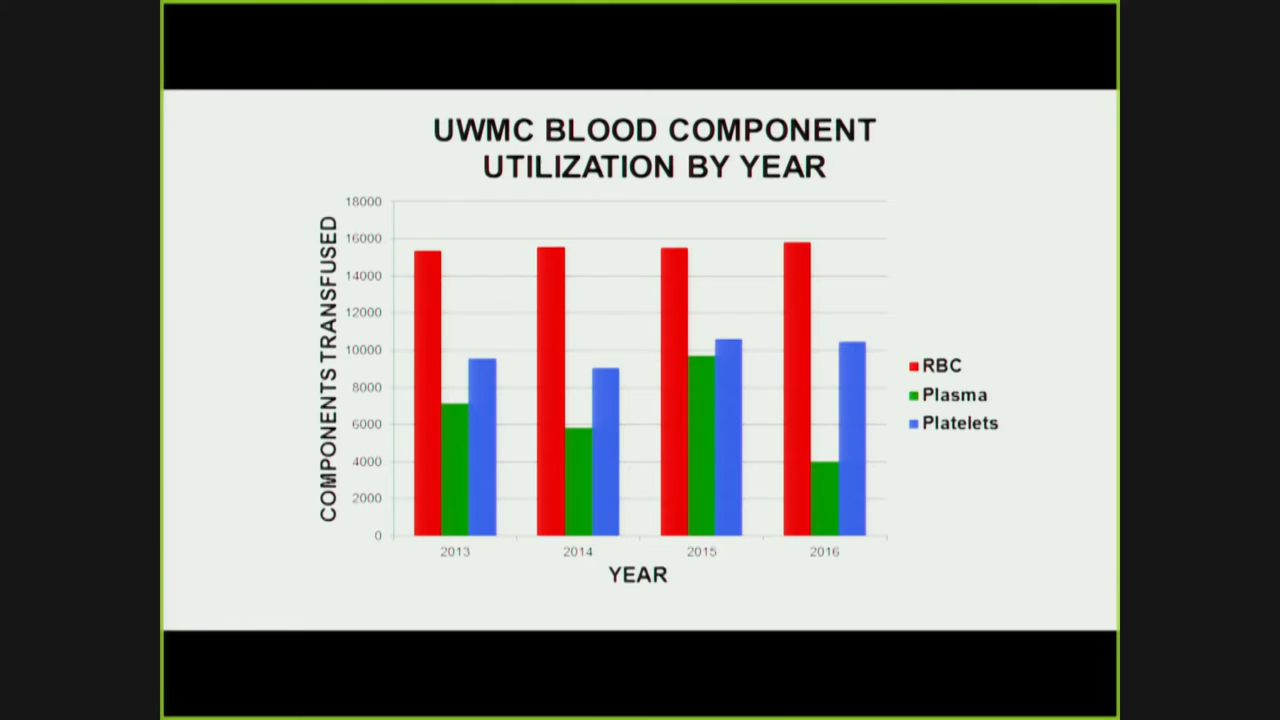 UWMC BLOOD COMPONENT
UTILIZATION BY YEAR
COMPONENTS TRANSFUSED
18000
16000
14000
12000
10000
8000
6000
4000
2000
0
2013 2014 2015 2016
YEAR
RBC
Plasma
Platelets